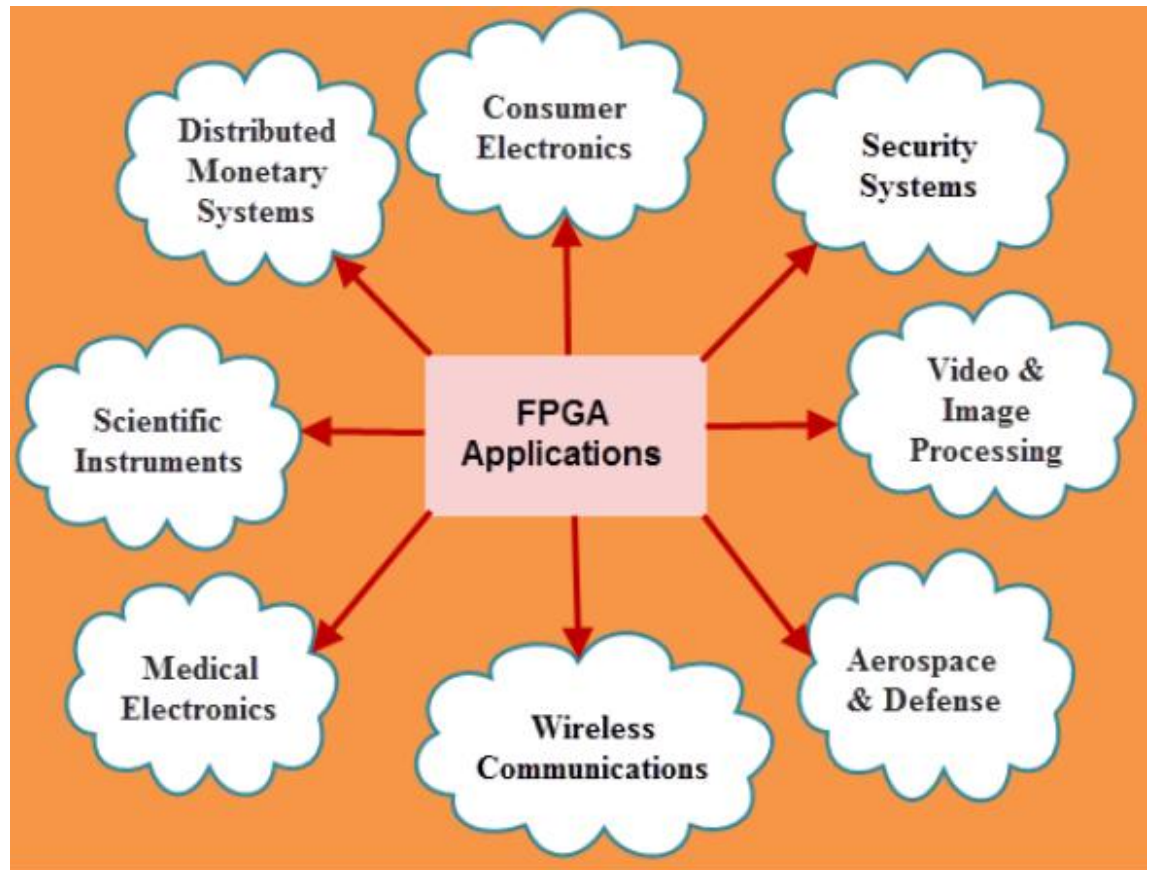 Distributed
Monetary
Systems
Consumer
Electronics
Security
Systems
Scientific
Instruments
FPGA
Applications
Video &
Image
Processing
Medical
Electronics
Wireless
Communications
Aerospace
& Defense